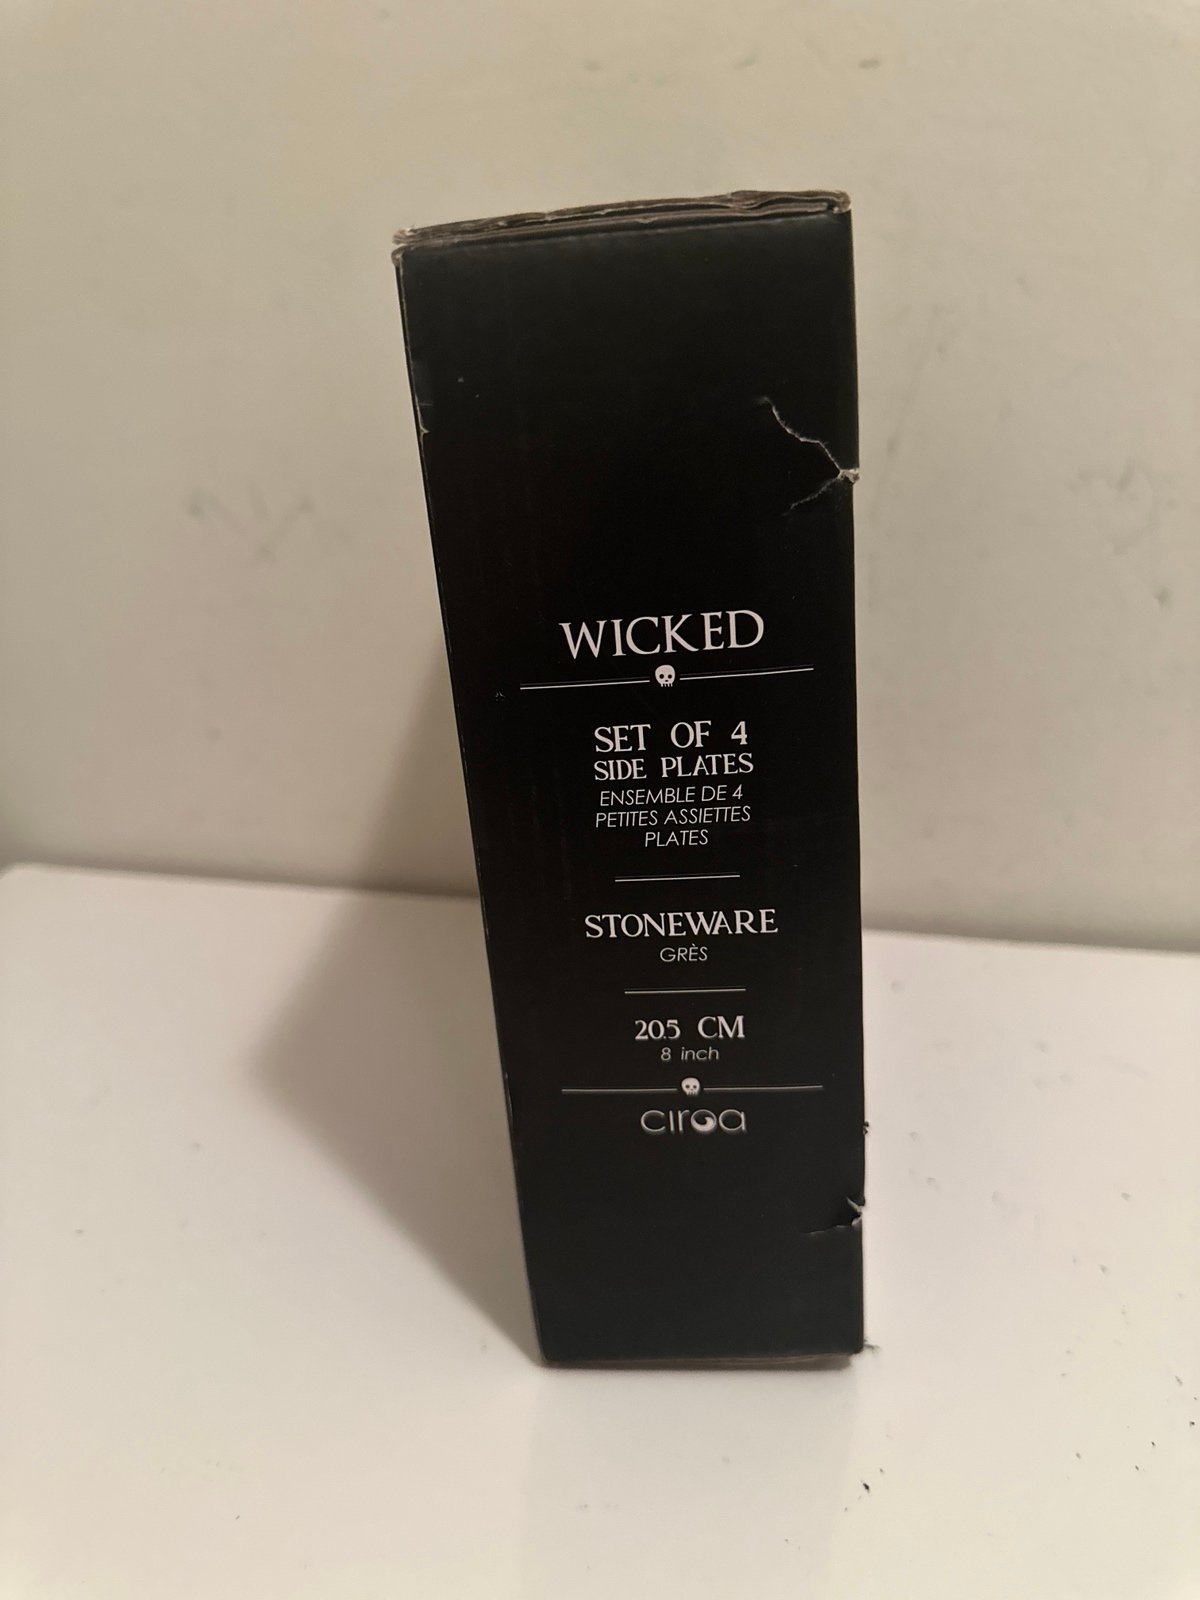 WICKED
SET OF 4
SIDE PLATES
ENSEMBLE DE 4
PETITES ASSIETTES
PLATES
STONEWARE
GRÈS
20.5 CM
8 inch
ciroa